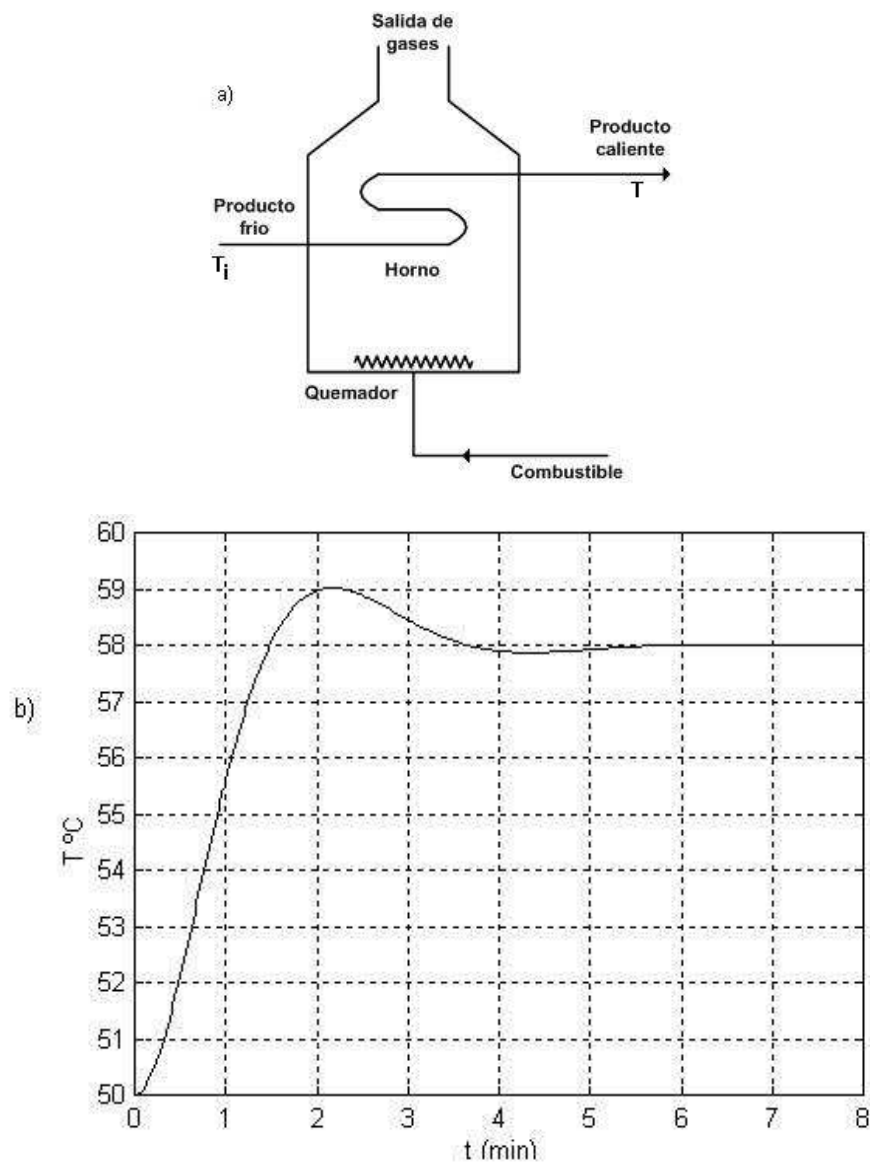 Salida de
gases
a)
Producto
caliente
T
Producto
frio
Ti
Horno
Quemador
Combustible
b)
T ºC
60
59
58
57
56
55
54
53
52
51
50
0 1 2 3 4 5 6 7 8
t (min)